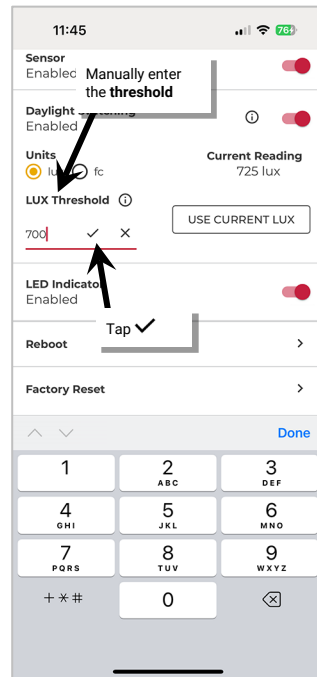 11:45
76
Sensor
Enabled
Manually enter
the threshold
Daylight
Enabled
Units
lu
fc
Current Reading
725 lux
LUX Threshold
700
USE CURRENT LUX
LED Indicator
Enabled
Tap
Reboot
Factory Reset
Done
1
2
ABC
3
DEF
4
GHI
5
JKL
6
MNO
7
PQRS
8
TUV
9
WXYZ
+*#
0